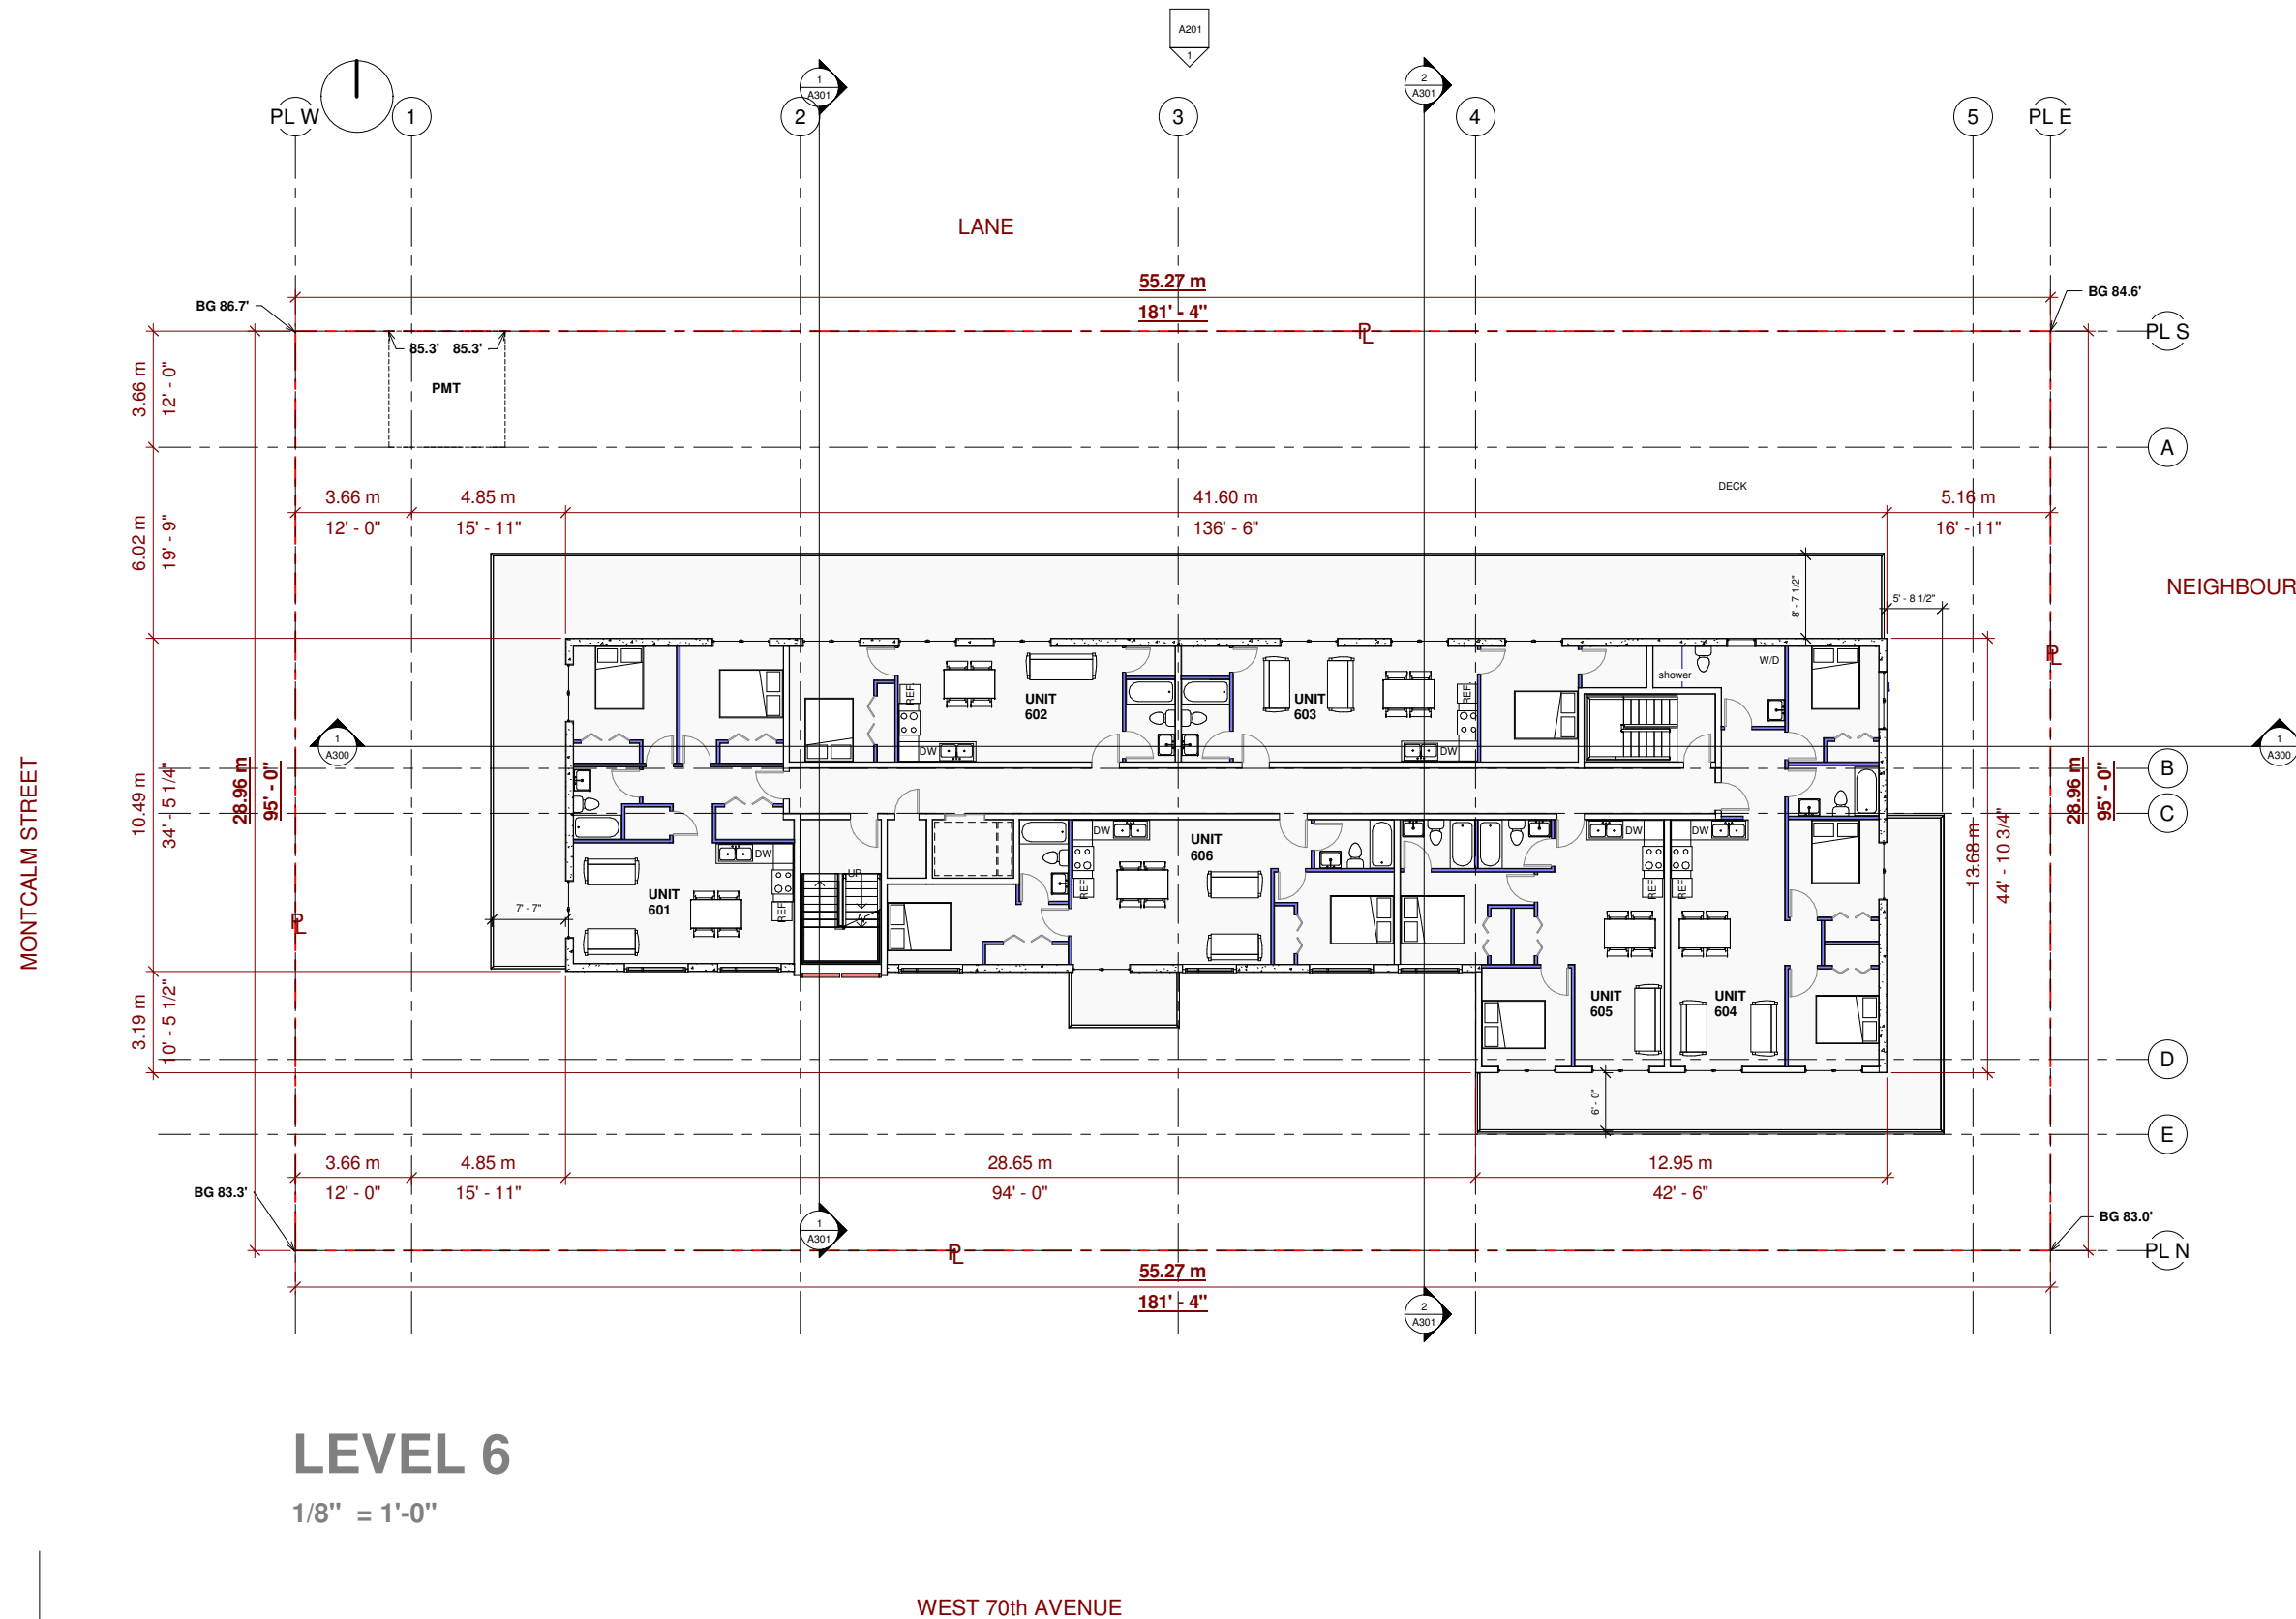 A201
1
1
A301
2
A301
PL W
1
2
3
4
5
PL E
LANE
55.27 m
181' - 4"
BG 86.7'
BG 84.6'
PL
PL S
85.3' 85.3'
PMT
3.66 m
12' - 0"
A
DECK
3.66 m
12' - 0"
4.85 m
15' - 11"
41.60 m
136' - 6"
5.16 m
16' - 11"
6.02 m
19' - 9"
8' - 7 1/2"
5' - 8 1/2"
NEIGHBOUR
PL
W/D
shower
REF
UNIT
602
UNIT
603
REF
DW
DW
1
A300
1
A300
B
C
MONTCALM STREET
10.49 m
34' - 5 1/4"
28.96 m
95' - 0"
28.96 m
95' - 0"
13.68 m
44' - 10 3/4"
DW
UNIT
601
REF
UP
DW
REF
UNIT
606
DW
REF
DW
REF
7' - 7"
PL
UNIT
605
UNIT
604
3.19 m
10' - 5 1/2"
D
6' - 0"
E
3.66 m
12' - 0"
4.85 m
15' - 11"
28.65 m
94' - 0"
12.95 m
42' - 6"
BG 83.3'
BG 83.0'
1
A301
PL
PL N
55.27 m
181' - 4"
2
A301
LEVEL 6
1/8" = 1'-0"
WEST 70th AVENUE